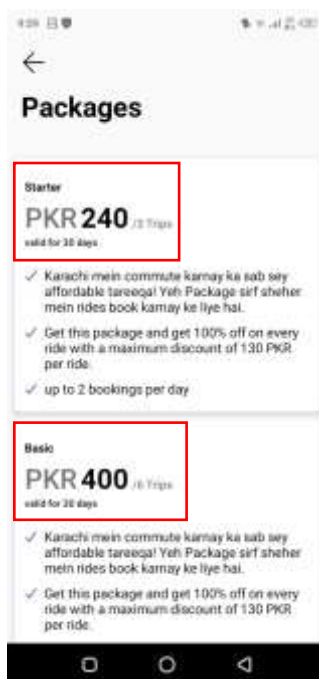 Packages
Starter
PKR 240 /3 Trips
valid for 30 days
Karachi mein commute karnay ka sab sey
affordable tareeqa! Yeh Package sirf sheher
mein rides book karnay ke liye hai.
Get this package and get 100% off on every
ride with a maximum discount of 130 PKR
per ride.
up to 2 bookings per day
Basic
PKR 400 /6 Trips
valid for 30 days
Karachi mein commute karnay ka sab sey
affordable tareeqa! Yeh Package sirf sheher
mein rides book karnay ke liye hai.
Get this package and get 100% off on every
ride with a maximum discount of 130 PKR
per ride.